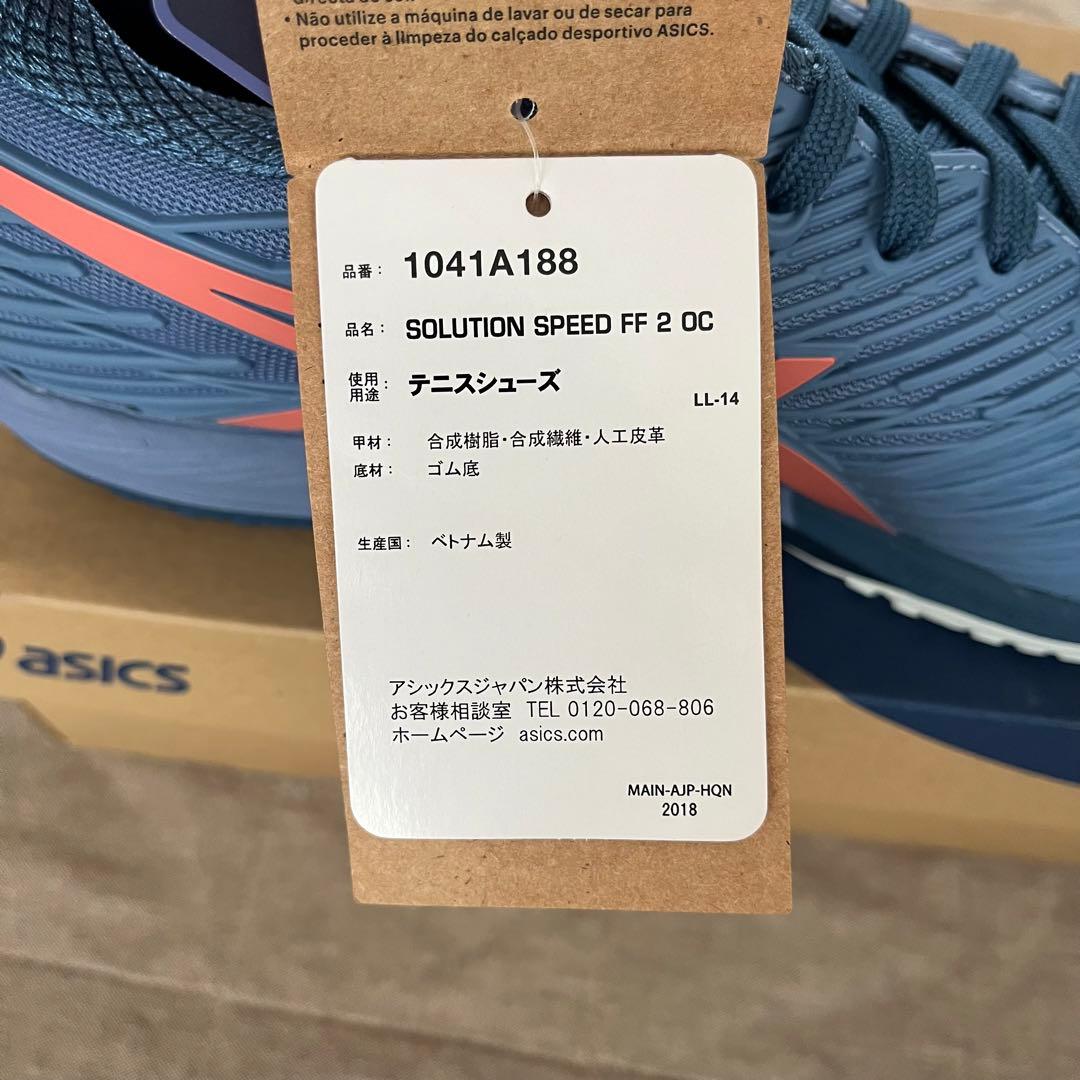 • Não utilize a máquina de lavar ou de secar para
proceder à limpeza do calçado desportivo ASICS.
品番： 1041A188
品名： SOLUTION SPEED FF 2 OC
使用用途： テニスシューズ
LL-14
甲材： 合成樹脂・合成繊維・人工皮革
底材： ゴム底
生産国： ベトナム製
アシックスジャパン株式会社
お客様相談室 TEL 0120-068-806
ホームページ asics.com
MAIN-AJP-HQN
2018
asics